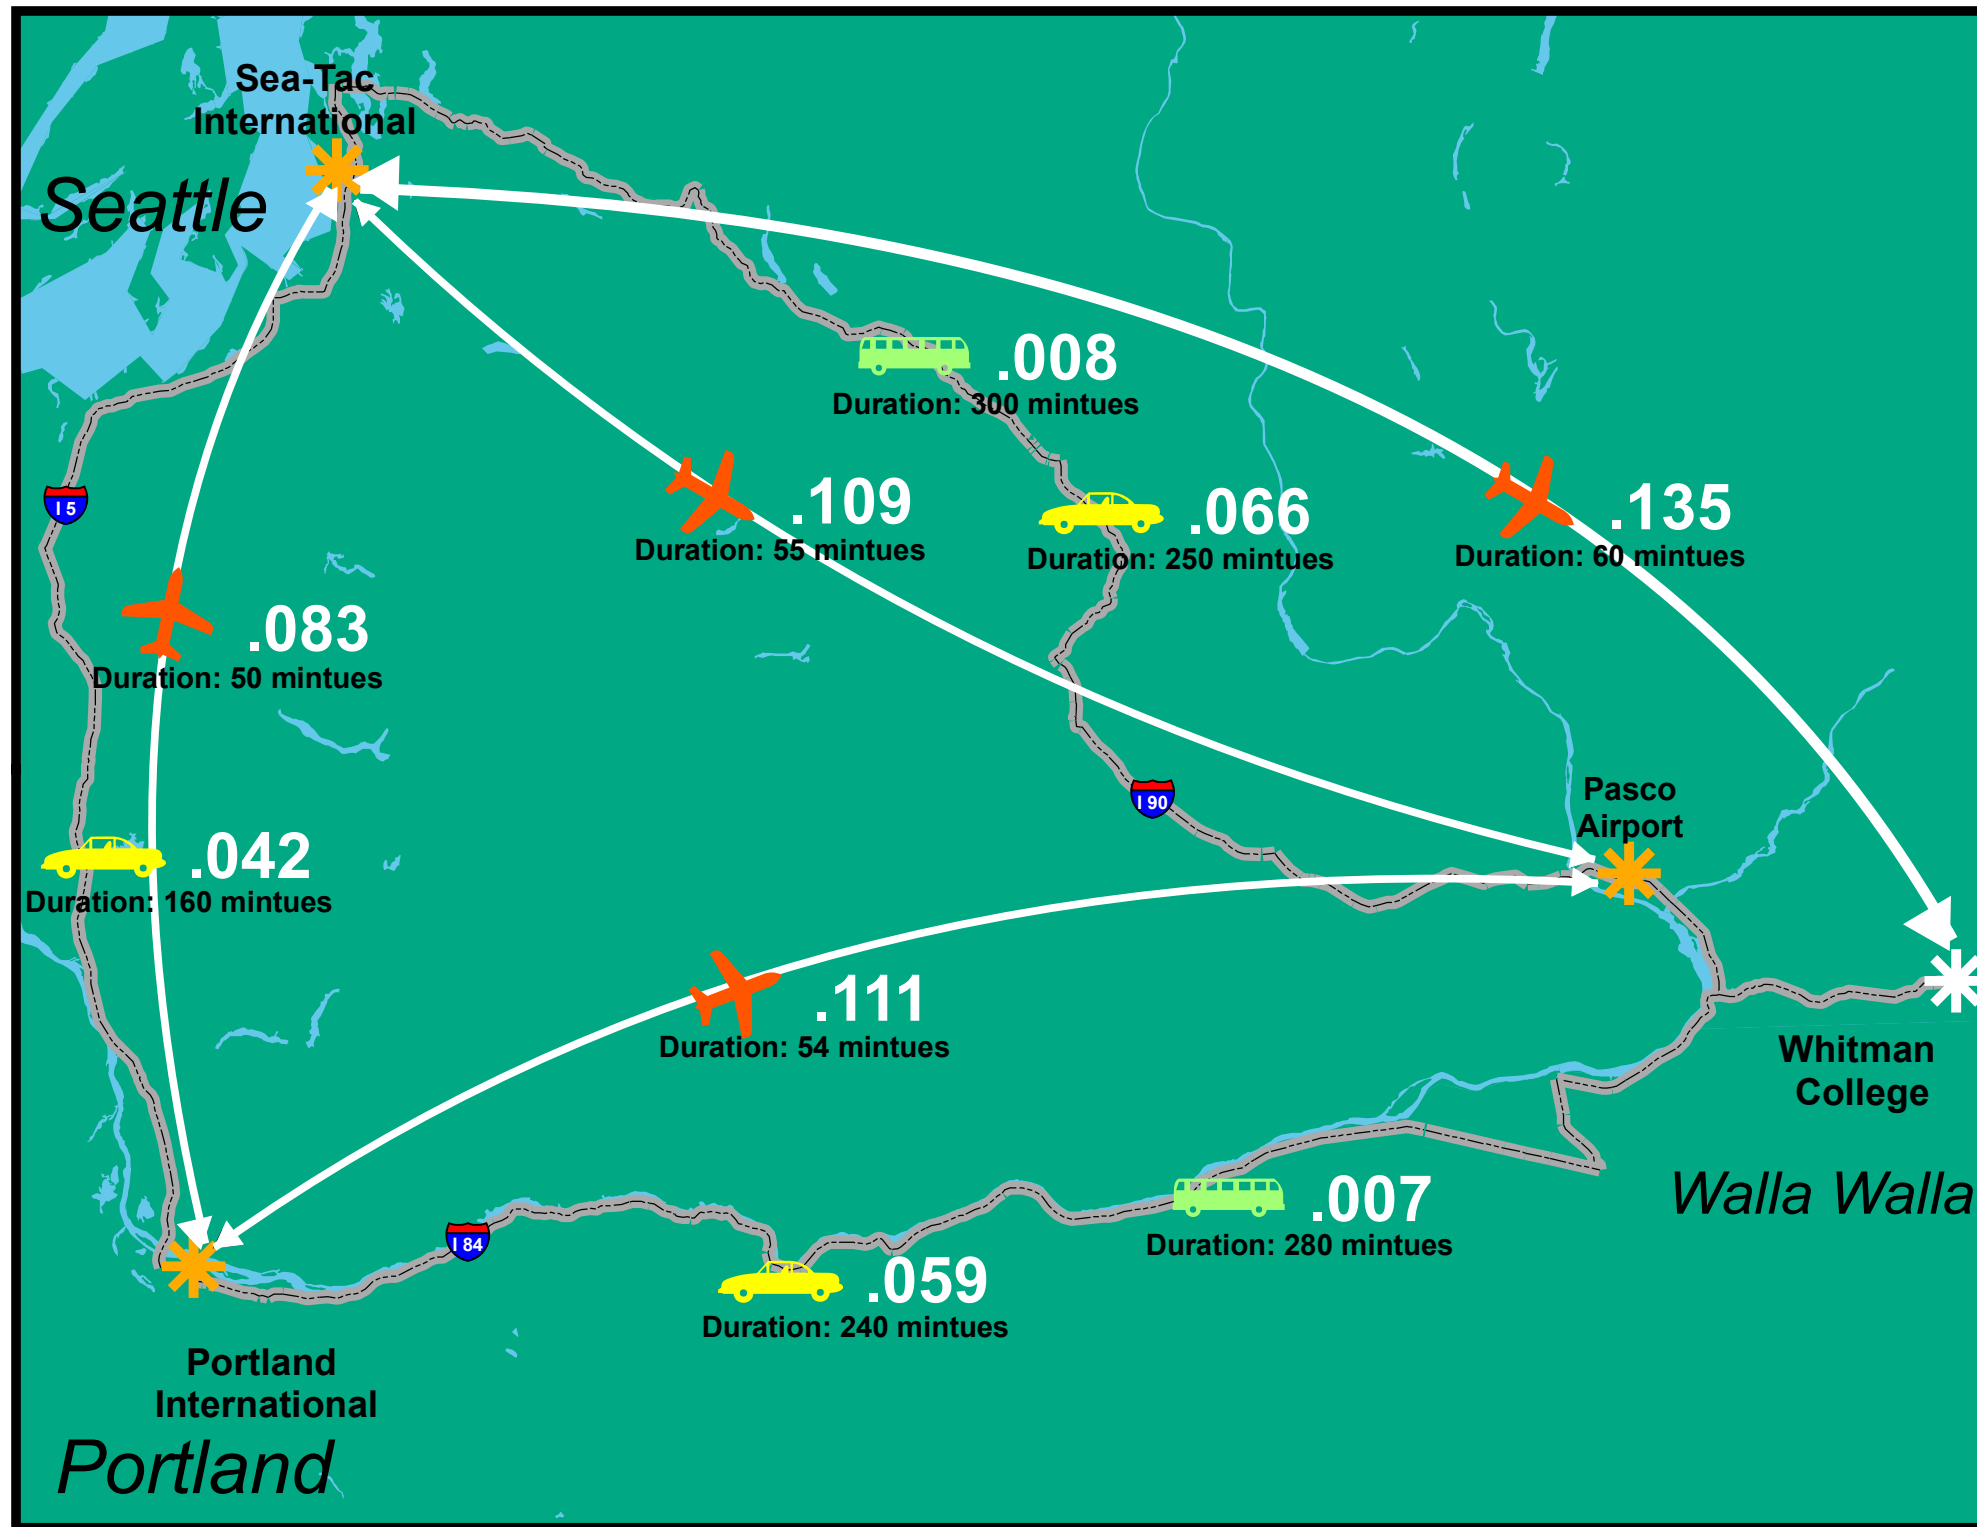 Sea-Tac
International
Seattle
.008
Duration: 300 mintues
.109
Duration: 55 mintues
.066
Duration: 250 mintues
.135
Duration: 60 mintues
I 5
.083
Duration: 50 mintues
I 90
Pasco
Airport
.042
Duration: 160 mintues
.111
Duration: 54 mintues
Whitman
College
Walla Walla
.007
Duration: 280 mintues
I 84
.059
Duration: 240 mintues
Portland
International
Portland